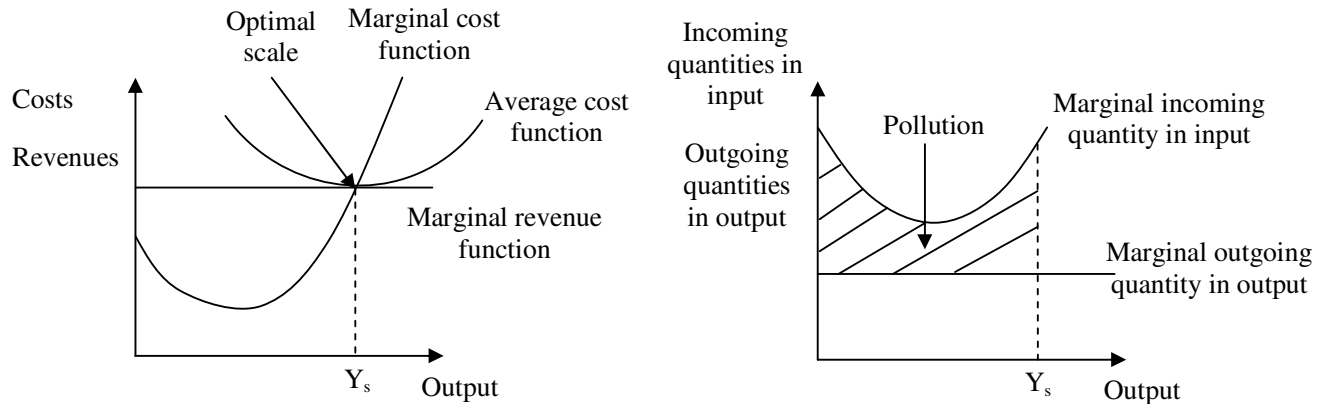 Optimal
scale
Marginal cost
function
Costs
Revenues
Average cost
function
Marginal revenue
function
Yₛ
Output
Incoming
quantities in
input
Outgoing
quantities
in output
Pollution
Marginal incoming
quantity in input
Marginal outgoing
quantity in output
Yₛ
Output